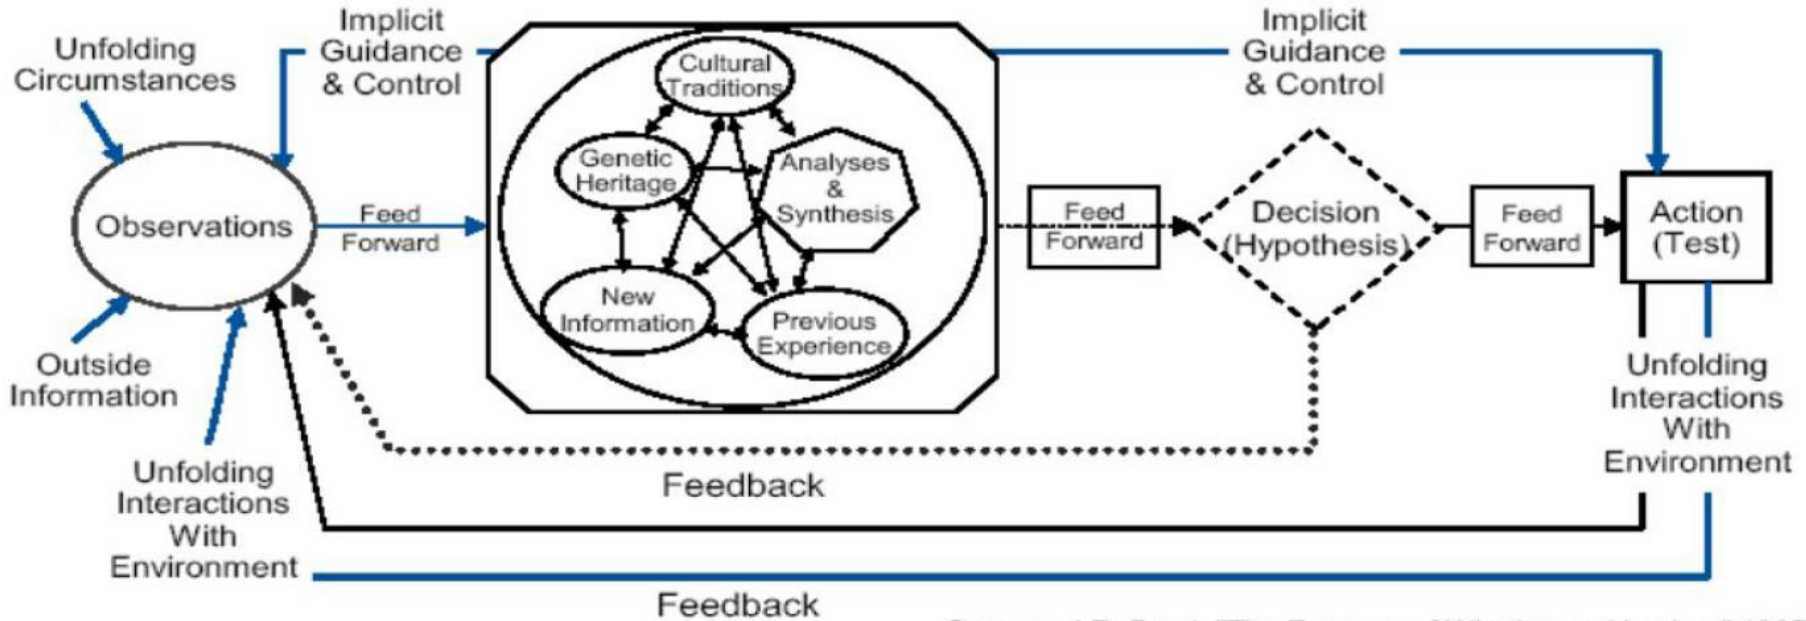 Unfolding
Circumstances
Implicit
Guidance
& Control
Observations
Outside
Information
Unfolding
Interactions
With
Environment
Feed
Forward
Cultural
Traditions
Genetic
Heritage
Analyses
&
Synthesis
New
Information
Previous
Experience
Implicit
Guidance
& Control
Feed
Forward
Decision
(Hypothesis)
Feed
Forward
Action
(Test)
Unfolding
Interactions
With
Environment
Feedback
Feedback